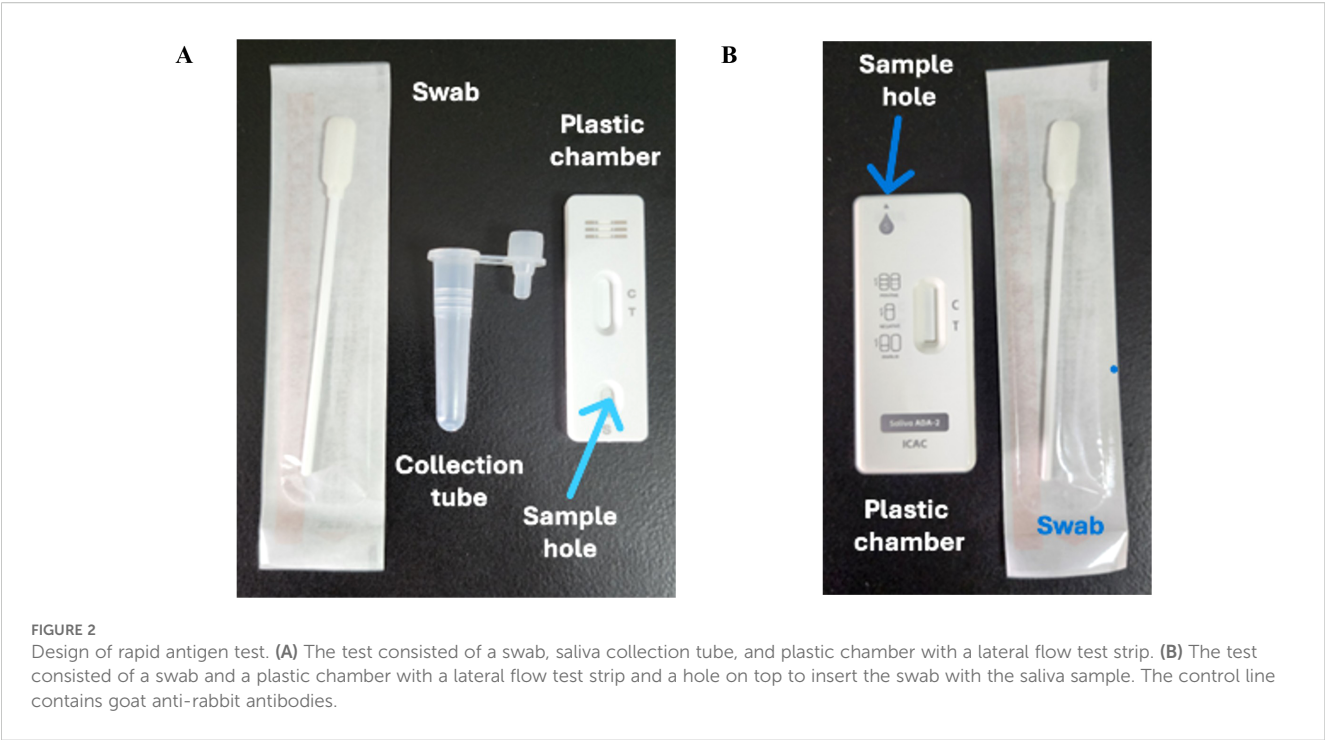 A
Swab
Plastic
chamber
C
T
S
Collection
tube
Sample
hole
B
Sample
hole
C
T
Saliva ADA-2
ICAC
Plastic
chamber
Swab
FIGURE 2
Design of rapid antigen test. (A) The test consisted of a swab, saliva collection tube, and plastic chamber with a lateral flow test strip. (B) The test
consisted of a swab and a plastic chamber with a lateral flow test strip and a hole on top to insert the swab with the saliva sample. The control line
contains goat anti-rabbit antibodies.